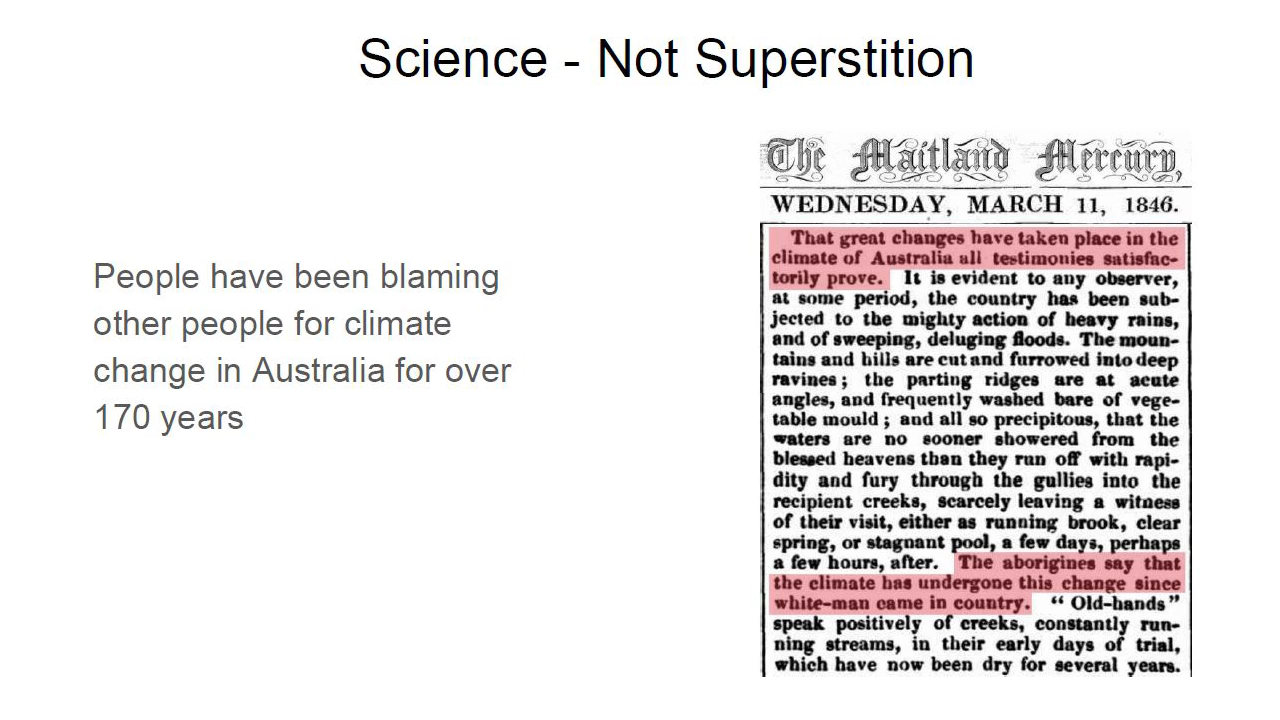 Science - Not Superstition
People have been blaming
other people for climate
change in Australia for over
170 years
The Maitland Mercury,
WEDNESDAY, MARCH 11, 1846.
That great changes have taken place in the
climate of Australia all testimonies satisfac-
torily prove. It is evident to any observer,
at some period, the country has been sub-
jected to the mighty action of heavy rains,
and of sweeping, deluging floods. The moun-
tains and hills are cut and furrowed into deep
ravines; the parting ridges are at acute
angles, and frequently washed bare of vege-
table mould; and all so precipitous, that the
waters are no sooner showered from the
blessed heavens than they run off with rapi-
dity and fury through the gullies into the
recipient creeks, scarcely leaving a witness
of their visit, either as running brook, clear
spring, or stagnant pool, a few days, perhaps
a few hours, after. The aborigines say that
the climate has undergone this change since
white-man came in country. "Old-hands"
speak positively of creeks, constantly run-
ning streams, in their early days of trial,
which have now been dry for several years.